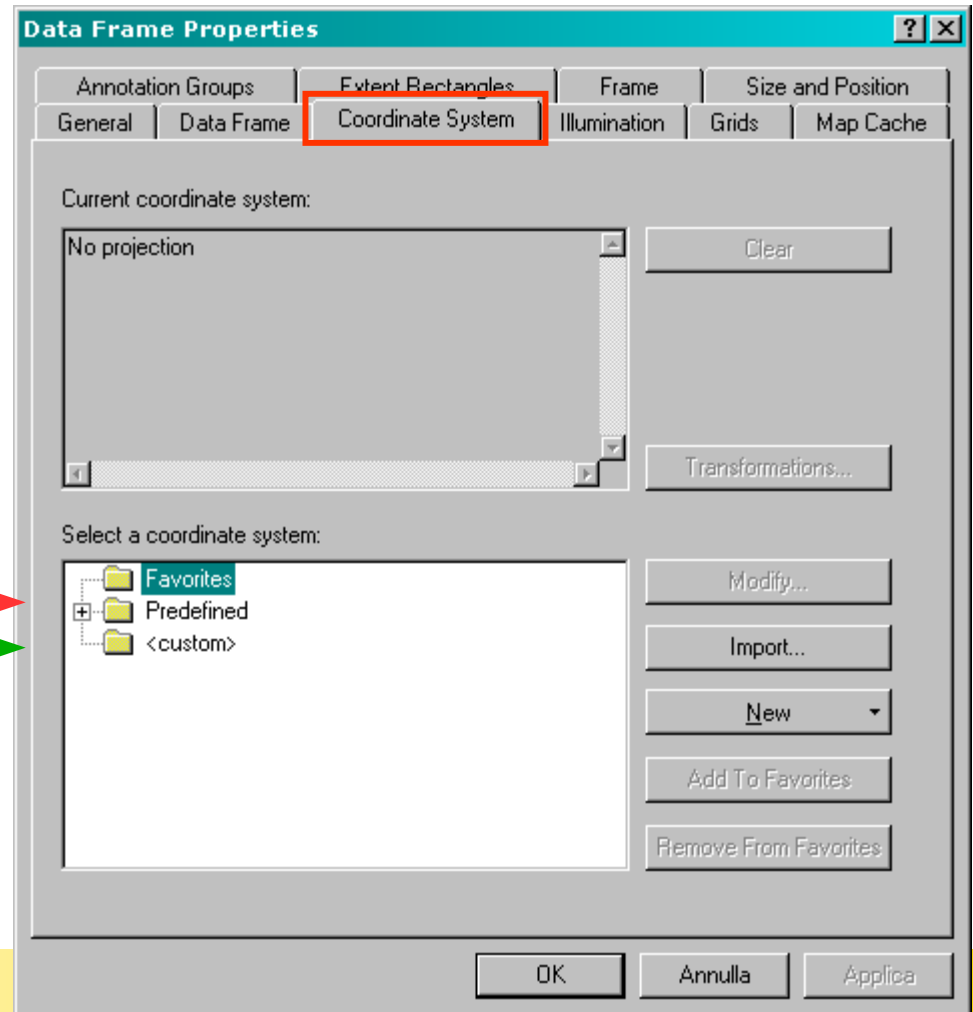 Data Frame Properties
Annotation Groups
Extent Rectangles
Frame
Size and Position
General
Data Frame
Coordinate System
Illumination
Grids
Map Cache
Current coordinate system:
No projection
Clear
Transformations...
Select a coordinate system:
Favorites
Predefined
<custom>
Modify...
Import...
New
Add To Favorites
Remove From Favorites
OK
Annulla
Applica